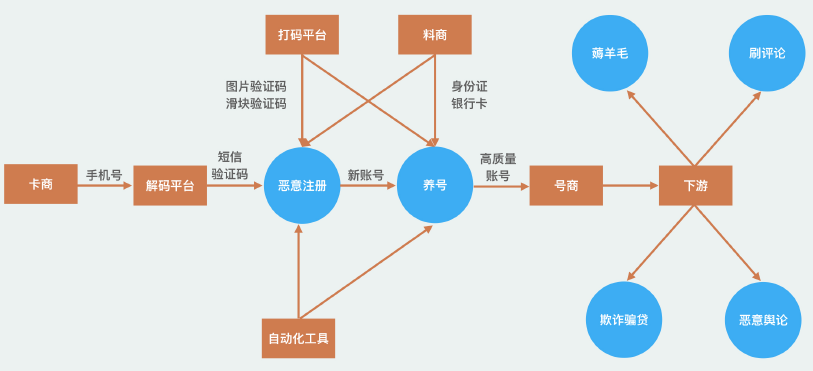 打码平台
料商
薅羊毛
刷评论
图片验证码
滑块验证码
身份证
银行卡
卡商
手机号
解码平台
短信
验证码
恶意注册
新账号
养号
高质量
账号
号商
下游
欺诈骗贷
恶意舆论
自动化工具